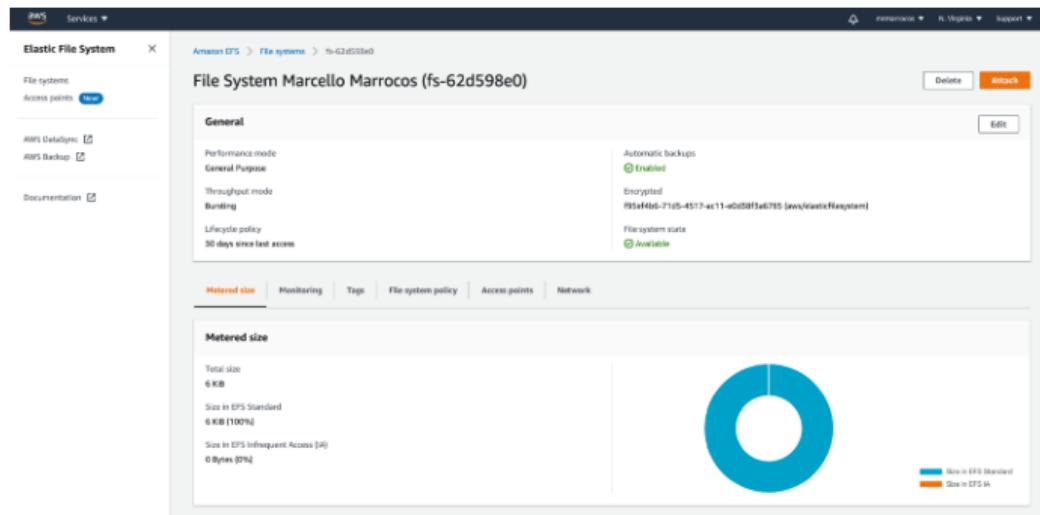 aws Services
mmarrocos N. Virginia Support
Elastic File System
File systems
Access points New
AWS DataSync
AWS Backup
Documentation
Amazon EFS > File systems > fs-62d598e0
File System Marcello Marrocos (fs-62d598e0)
Delete Attach
General
Edit
Performance mode
General Purpose
Throughput mode
Bursting
Lifecycle policy
30 days since last access
Automatic backups
Enabled
Encrypted
(aws/elasticfilesystem)
File system state
Available
Metered size Monitoring Tags File system policy Access points Network
Metered size
Total size
6 KiB
Size in EFS Standard
6 KiB (100%)
Size in EFS Infrequent Access (IA)
0 Bytes (0%)
Size in EFS Standard
Size in EFS IA